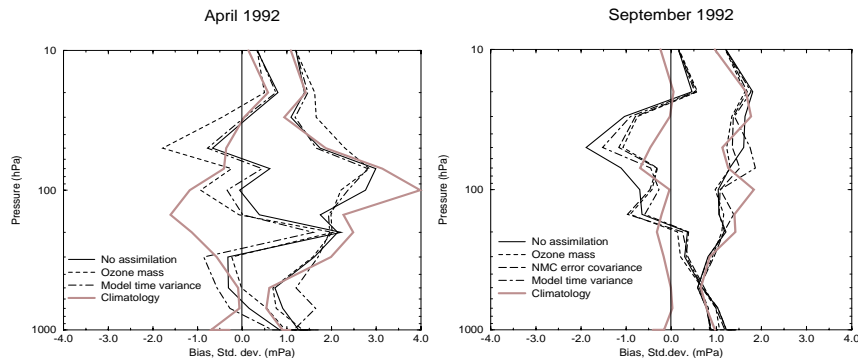 April 1992
September 1992
10
100
1000
Pressure (hPa)
No assimilation
Ozone mass
Model time variance
Climatology
-4.0 -3.0 -2.0 -1.0 0.0 1.0 2.0 3.0 4.0
Bias, Std. dev. (mPa)
10
100
1000
Pressure (hPa)
No assimilation
Ozone mass
NMC error covariance
Model time variance
Climatology
-4.0 -3.0 -2.0 -1.0 0.0 1.0 2.0 3.0 4.0
Bias, Std.dev. (mPa)